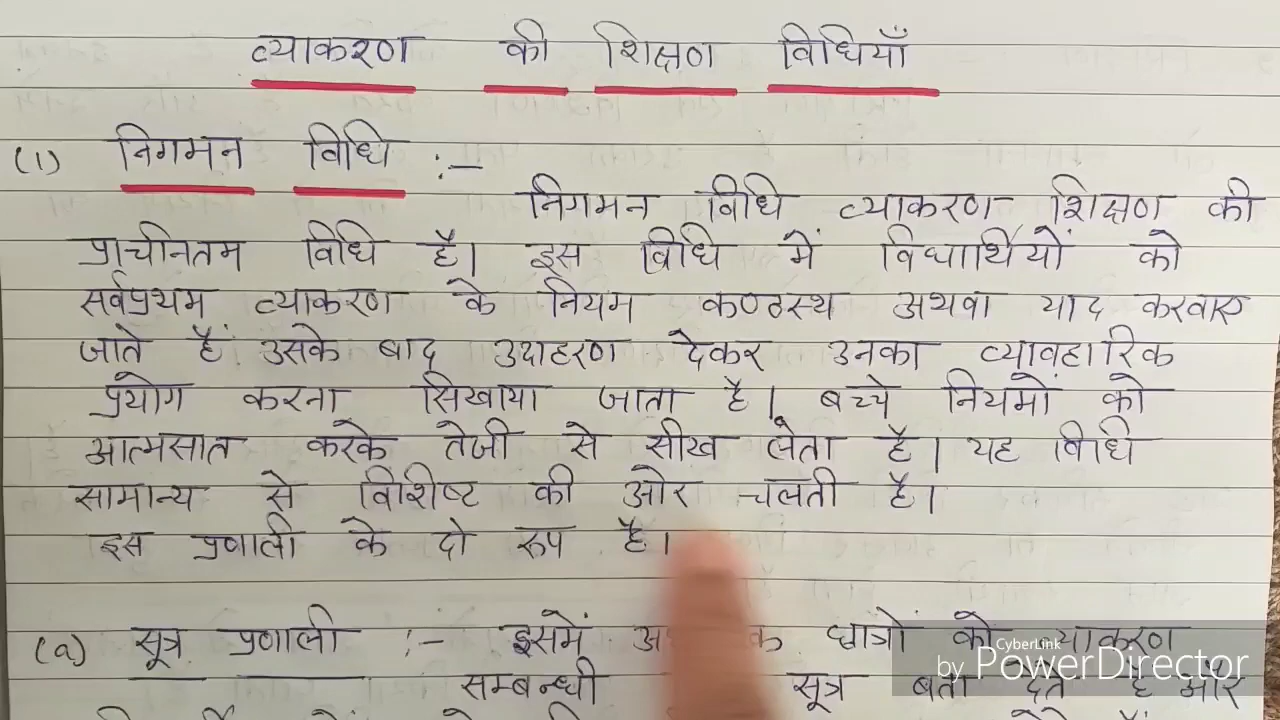 व्याकरण की शिक्षण विधियाँ
(1) निगमन विधि :-
निगमन विधि व्याकरण शिक्षण की
प्राचीनतम विधि है। इस विधि में विधार्थियों को
सर्वप्रथम व्याकरण के नियम कण्ठस्थ अथवा याद करवाए
जाते हैं उसके बाद उदाहरण देकर उनका व्यावहारिक
प्रयोग करना सिखाया जाता है। बच्चे नियमों को
आत्मसात करके तेजी से सीख लेता है। यह विधि
सामान्य से विशिष्ट की ओर चलती है।
इस प्रणाली के दो रूप है।
(a) सूत्र प्रणाली :- इसमें छात्रों को व्याकरण
सम्बन्धी सूत्र बता देते है और
CyberLink
by PowerDirector